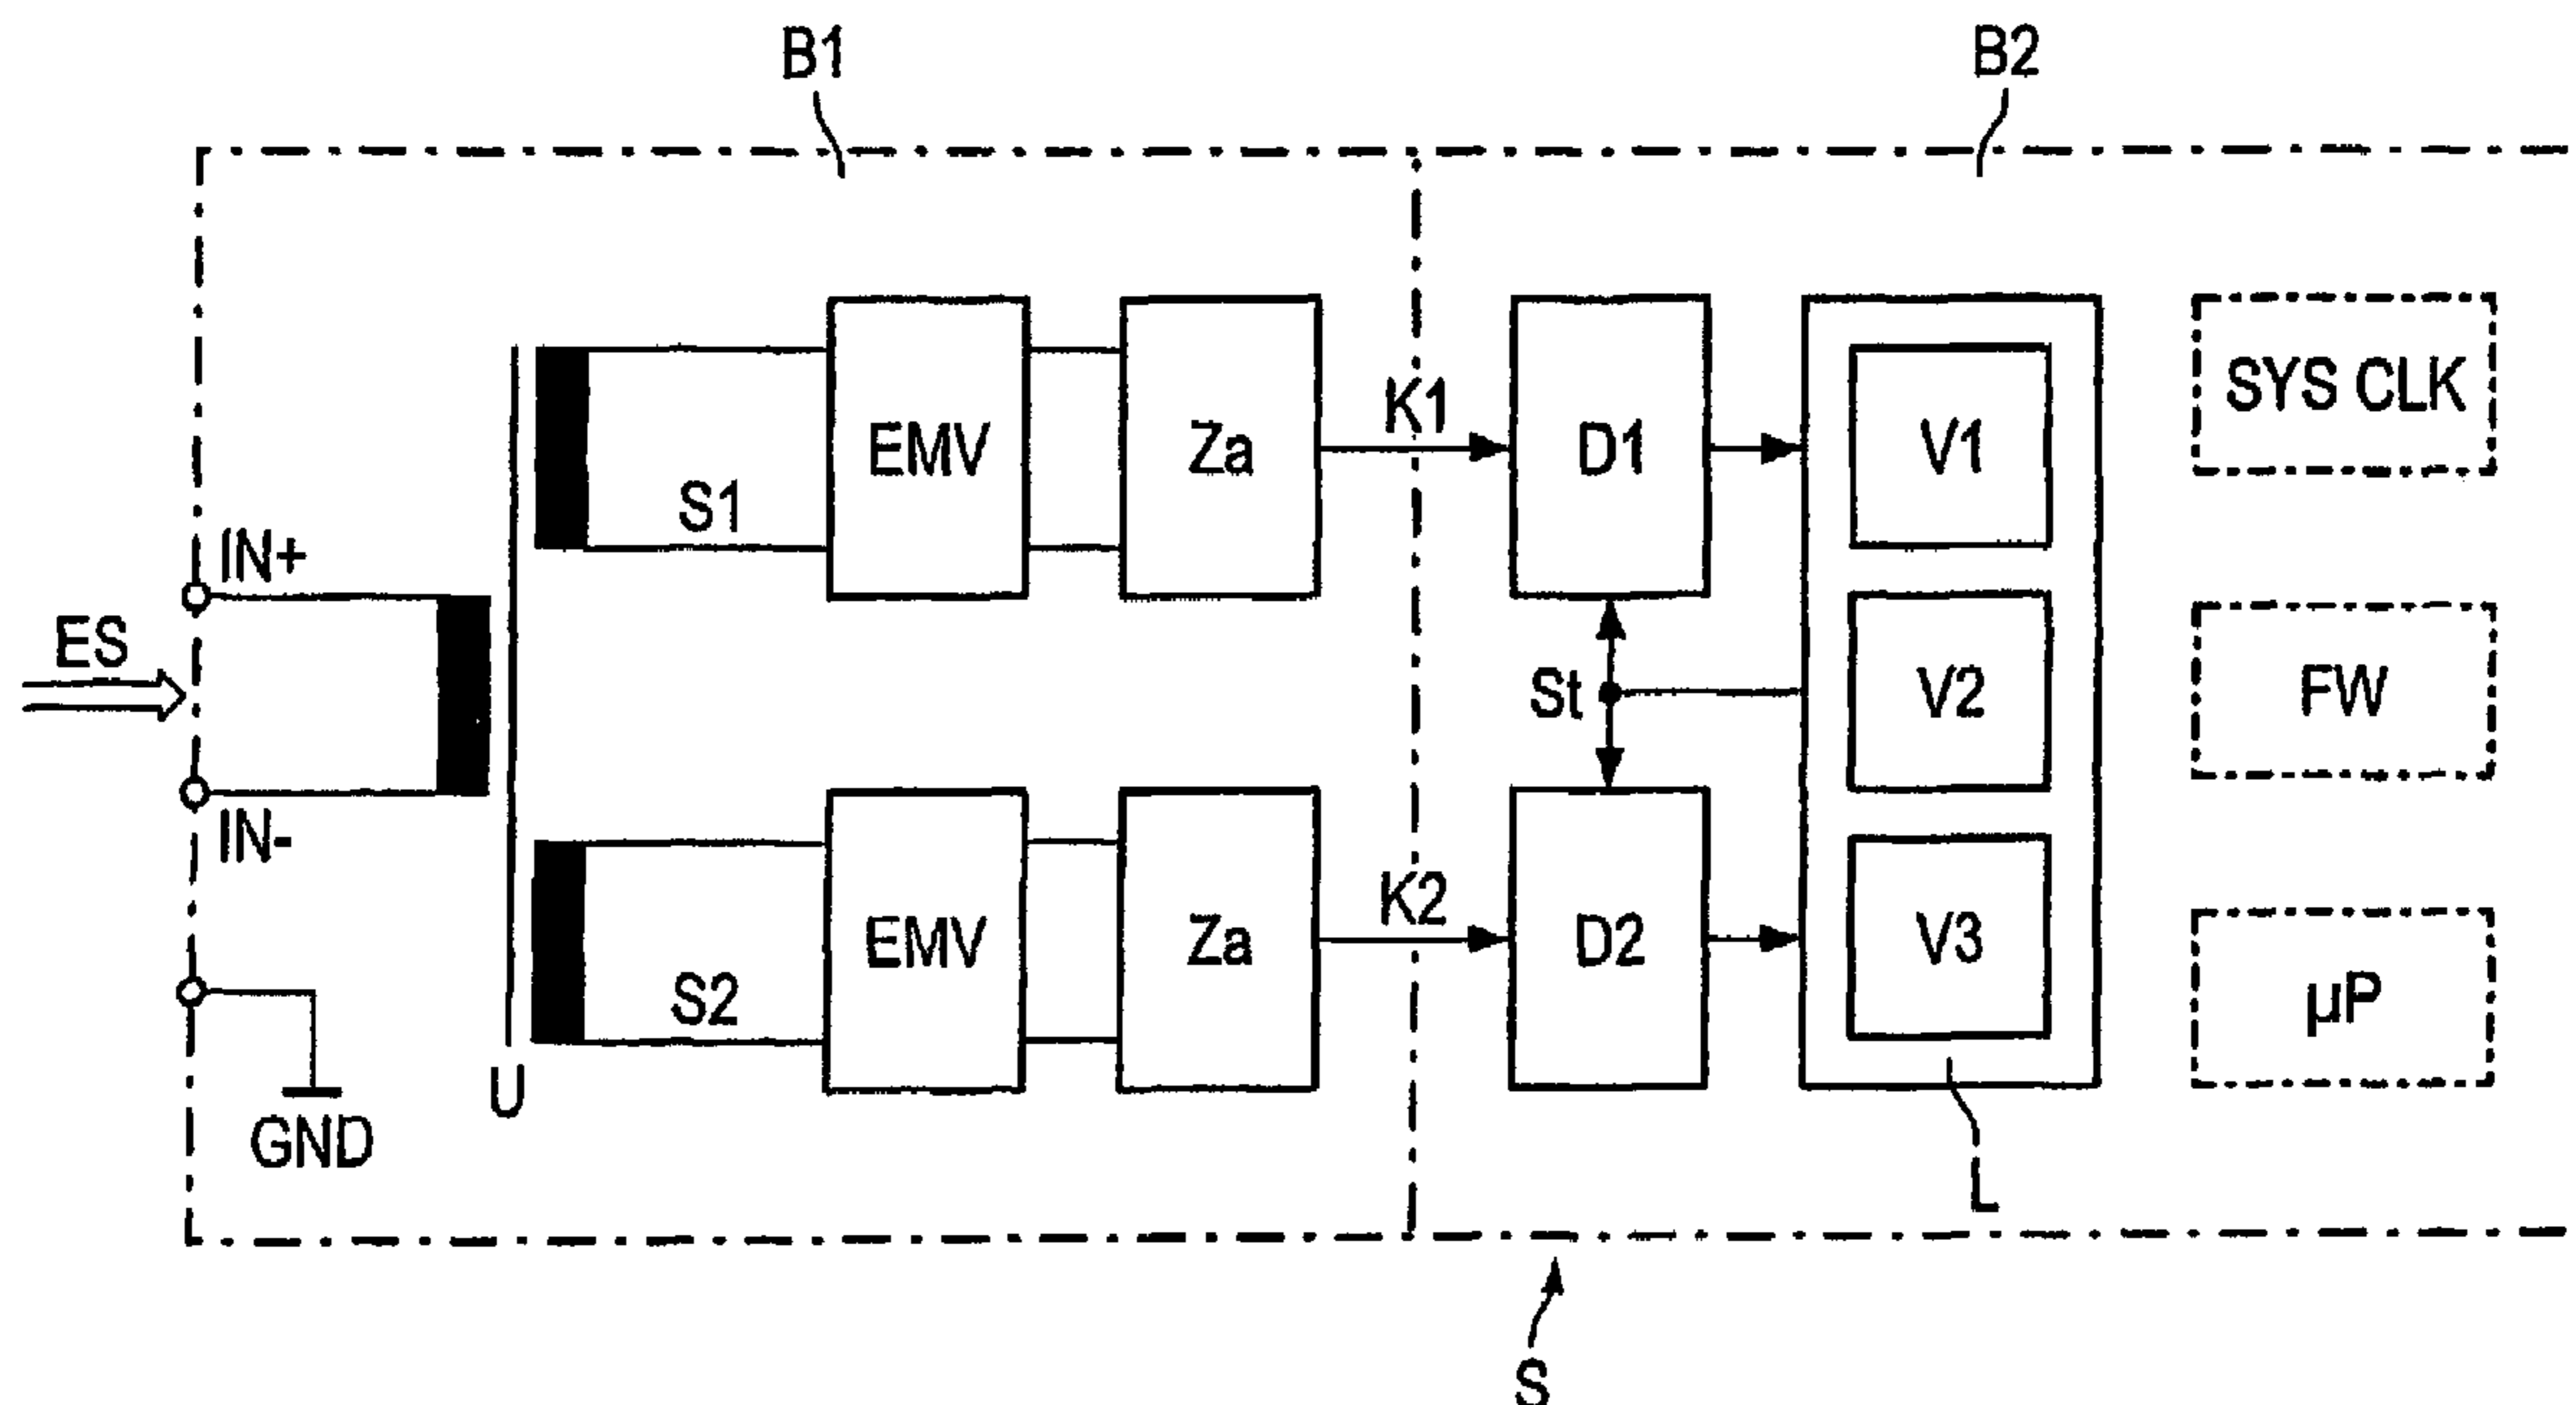 B1
B2
SYS CLK
K1
EMV
Za
D1
V1
S1
IN+
ES
St
V2
FW
IN-
K2
EMV
Za
D2
V3
S2
µP
U
GND
L
S